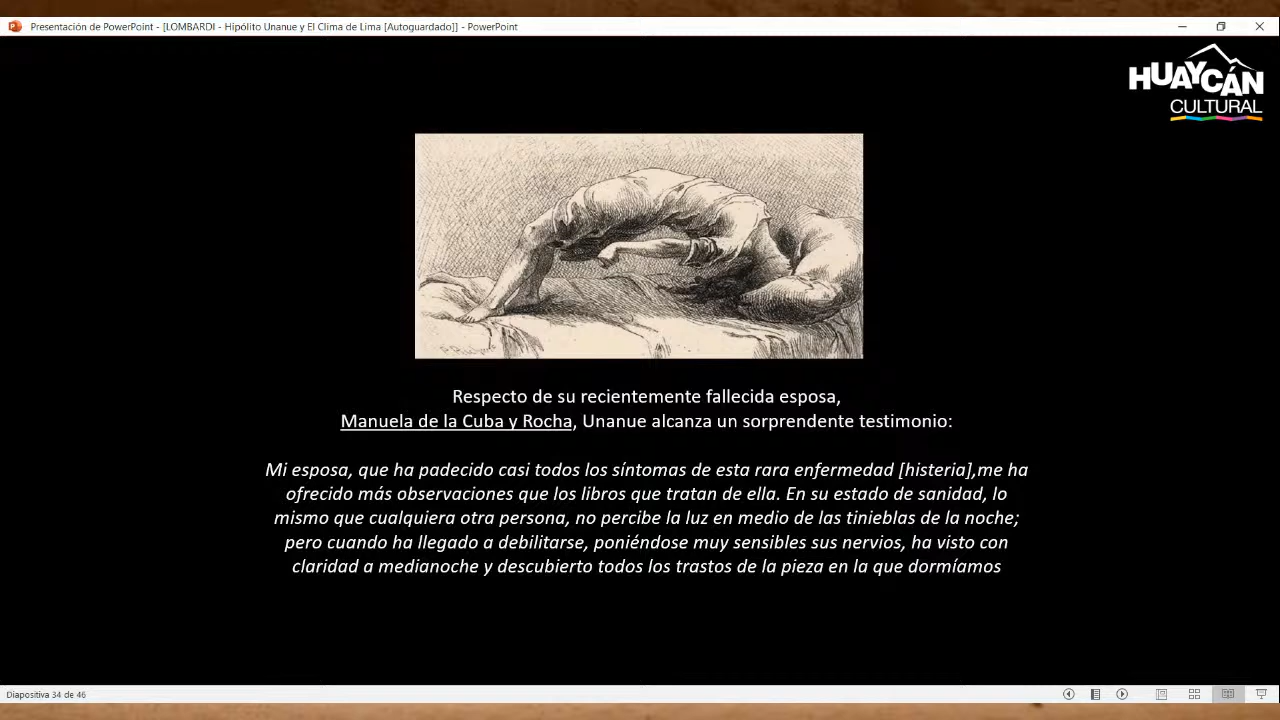 Presentación de PowerPoint - [LOMBARDI - Hipólito Unanue y El Clima de Lima [Autoguardado]] - PowerPoint
HUAYCÁN
CULTURAL
Respecto de su recientemente fallecida esposa,
Manuela de la Cuba y Rocha, Unanue alcanza un sorprendente testimonio:
Mi esposa, que ha padecido casi todos los síntomas de esta rara enfermedad [histeria],me ha
ofrecido más observaciones que los libros que tratan de ella. En su estado de sanidad, lo
mismo que cualquiera otra persona, no percibe la luz en medio de las tinieblas de la noche;
pero cuando ha llegado a debilitarse, poniéndose muy sensibles sus nervios, ha visto con
claridad a medianoche y descubierto todos los trastos de la pieza en la que dormíamos
Diapositiva 34 de 46